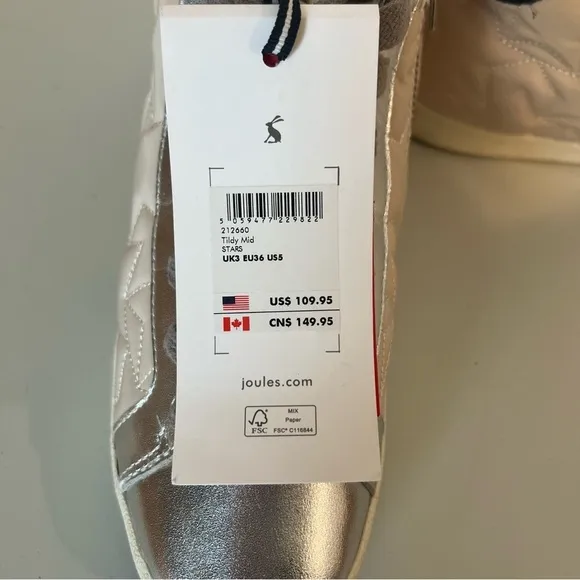 5 059477 229822
212660
Tildy Mid
STARS
UK3 EU36 US5
US$ 109.95
CN$ 149.95
joules.com
FSC
MIX
Paper
FSC® C116844